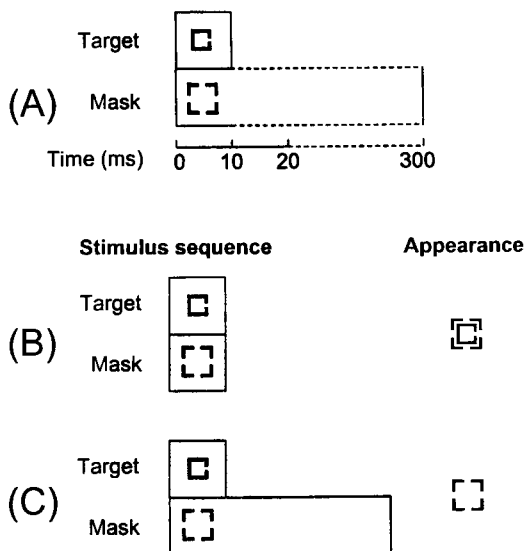 Target
(A) Mask
Time (ms) 0 10 20 300
Stimulus sequence Appearance
Target
(B)
Mask
Target
(C)
Mask